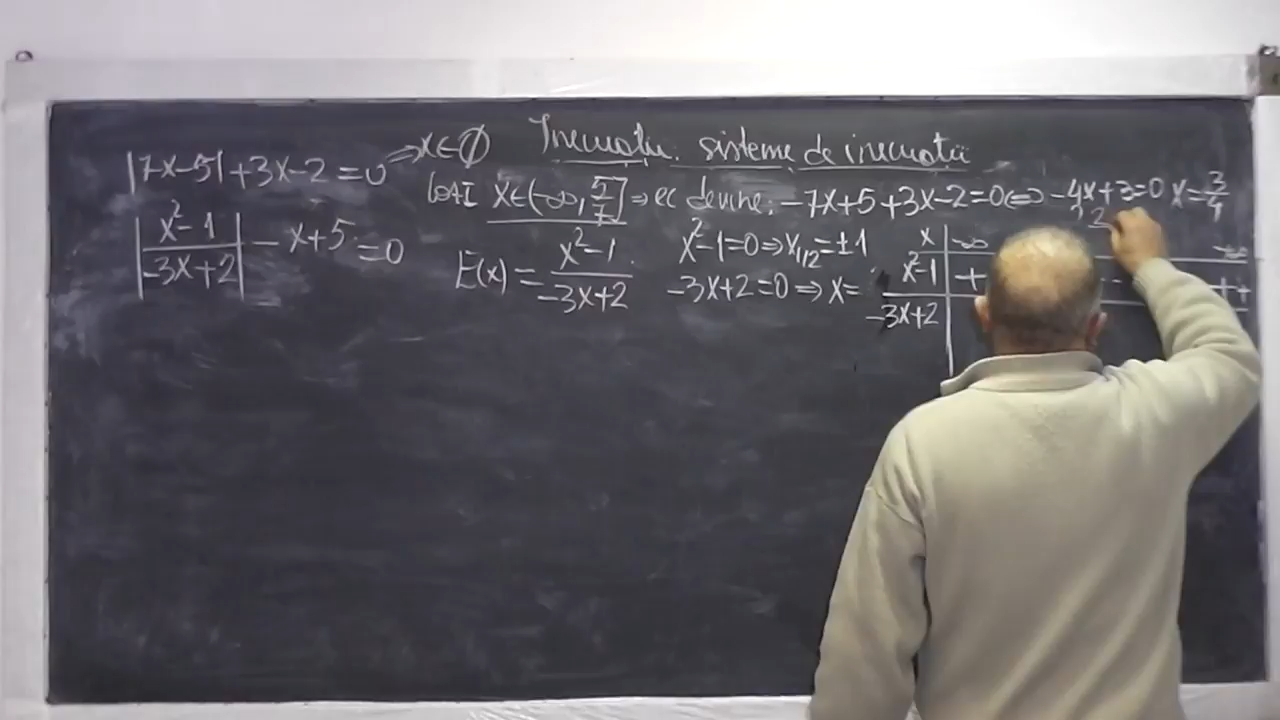 Inecuații. sisteme de inecuații
|7x-5|+3x-2=0 => x∈∅
Caz I x∈(-∞, 5/7] => ec devine: -7x+5+3x-2=0 <=> -4x+3=0 x=3/4
|x²-1 / -3x+2| - x+5=0
E(x) = x²-1 / -3x+2
x²-1=0 => x1/2=±1
-3x+2=0 => x=
x -∞ 2 +∞
x²-1 + -- ++
-3x+2